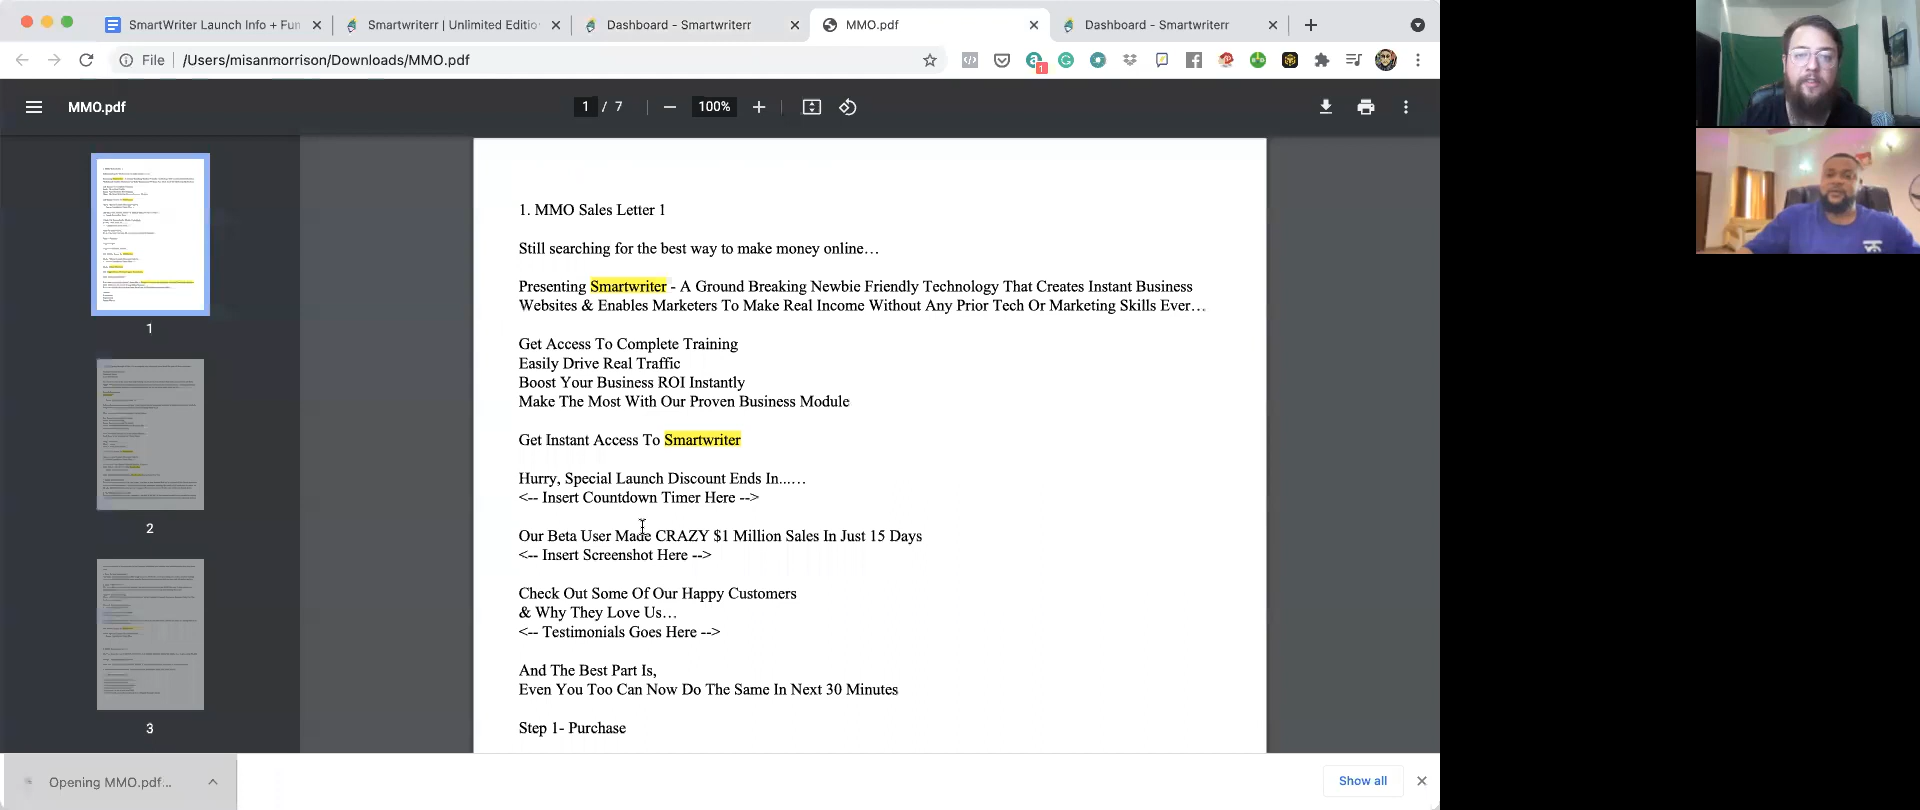 SmartWriter Launch Info + Fun
Smartwriterr | Unlimited Editio
Dashboard - Smartwriterr
MMO.pdf
Dashboard - Smartwriterr
File
/Users/misanmorrison/Downloads/MMO.pdf
1
MMO.pdf
1 / 7
100%
1. MMO Sales Letter 1
Still searching for the best way to make money online…
Presenting Smartwriter - A Ground Breaking Newbie Friendly Technology That Creates Instant Business
Websites & Enables Marketers To Make Real Income Without Any Prior Tech Or Marketing Skills Ever…
Get Access To Complete Training
Easily Drive Real Traffic
Boost Your Business ROI Instantly
Make The Most With Our Proven Business Module
Get Instant Access To Smartwriter
Hurry, Special Launch Discount Ends In...…
<-- Insert Countdown Timer Here -->
Our Beta User Made CRAZY $1 Million Sales In Just 15 Days
<-- Insert Screenshot Here -->
Check Out Some Of Our Happy Customers
& Why They Love Us…
<-- Testimonials Goes Here -->
And The Best Part Is,
Even You Too Can Now Do The Same In Next 30 Minutes
Step 1- Purchase
1
2
3
Opening MMO.pdf...
Show all